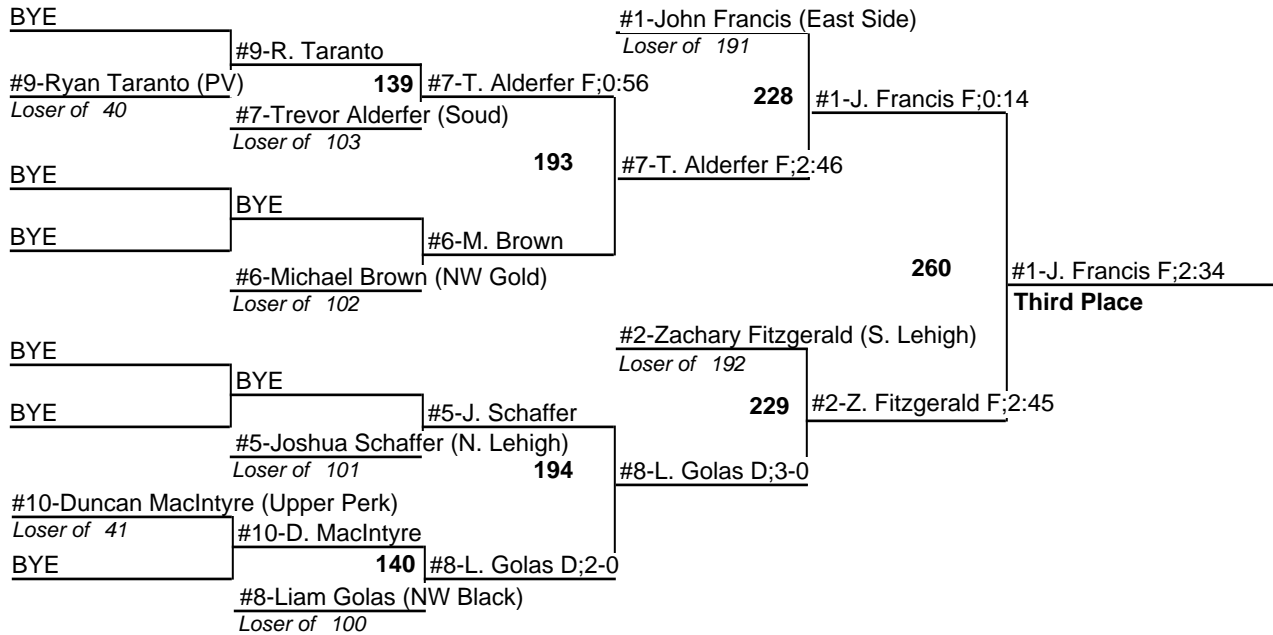 BYE
#1-John Francis (East Side)
#9-R. Taranto
Loser of 191
#9-Ryan Taranto (PV)
139
#7-T. Alderfer F;0:56
228
#1-J. Francis F;0:14
Loser of 40
#7-Trevor Alderfer (Soud)
Loser of 103
193
#7-T. Alderfer F;2:46
BYE
BYE
BYE
#6-M. Brown
260
#1-J. Francis F;2:34
#6-Michael Brown (NW Gold)
Third Place
Loser of 102
#2-Zachary Fitzgerald (S. Lehigh)
BYE
Loser of 192
BYE
BYE
#5-J. Schaffer
229
#2-Z. Fitzgerald F;2:45
#5-Joshua Schaffer (N. Lehigh)
Loser of 101
194
#8-L. Golas D;3-0
#10-Duncan MacIntyre (Upper Perk)
Loser of 41
#10-D. MacIntyre
BYE
140
#8-L. Golas D;2-0
#8-Liam Golas (NW Black)
Loser of 100